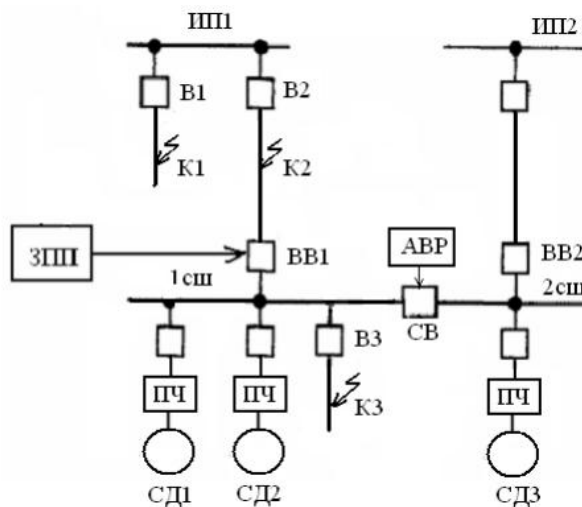 ИП1
ИП2
В1
В2
К1
К2
ЗПП
ВВ1
АВР
ВВ2
1сш
2сш
СВ
В3
ПЧ
ПЧ
К3
ПЧ
СД1
СД2
СД3